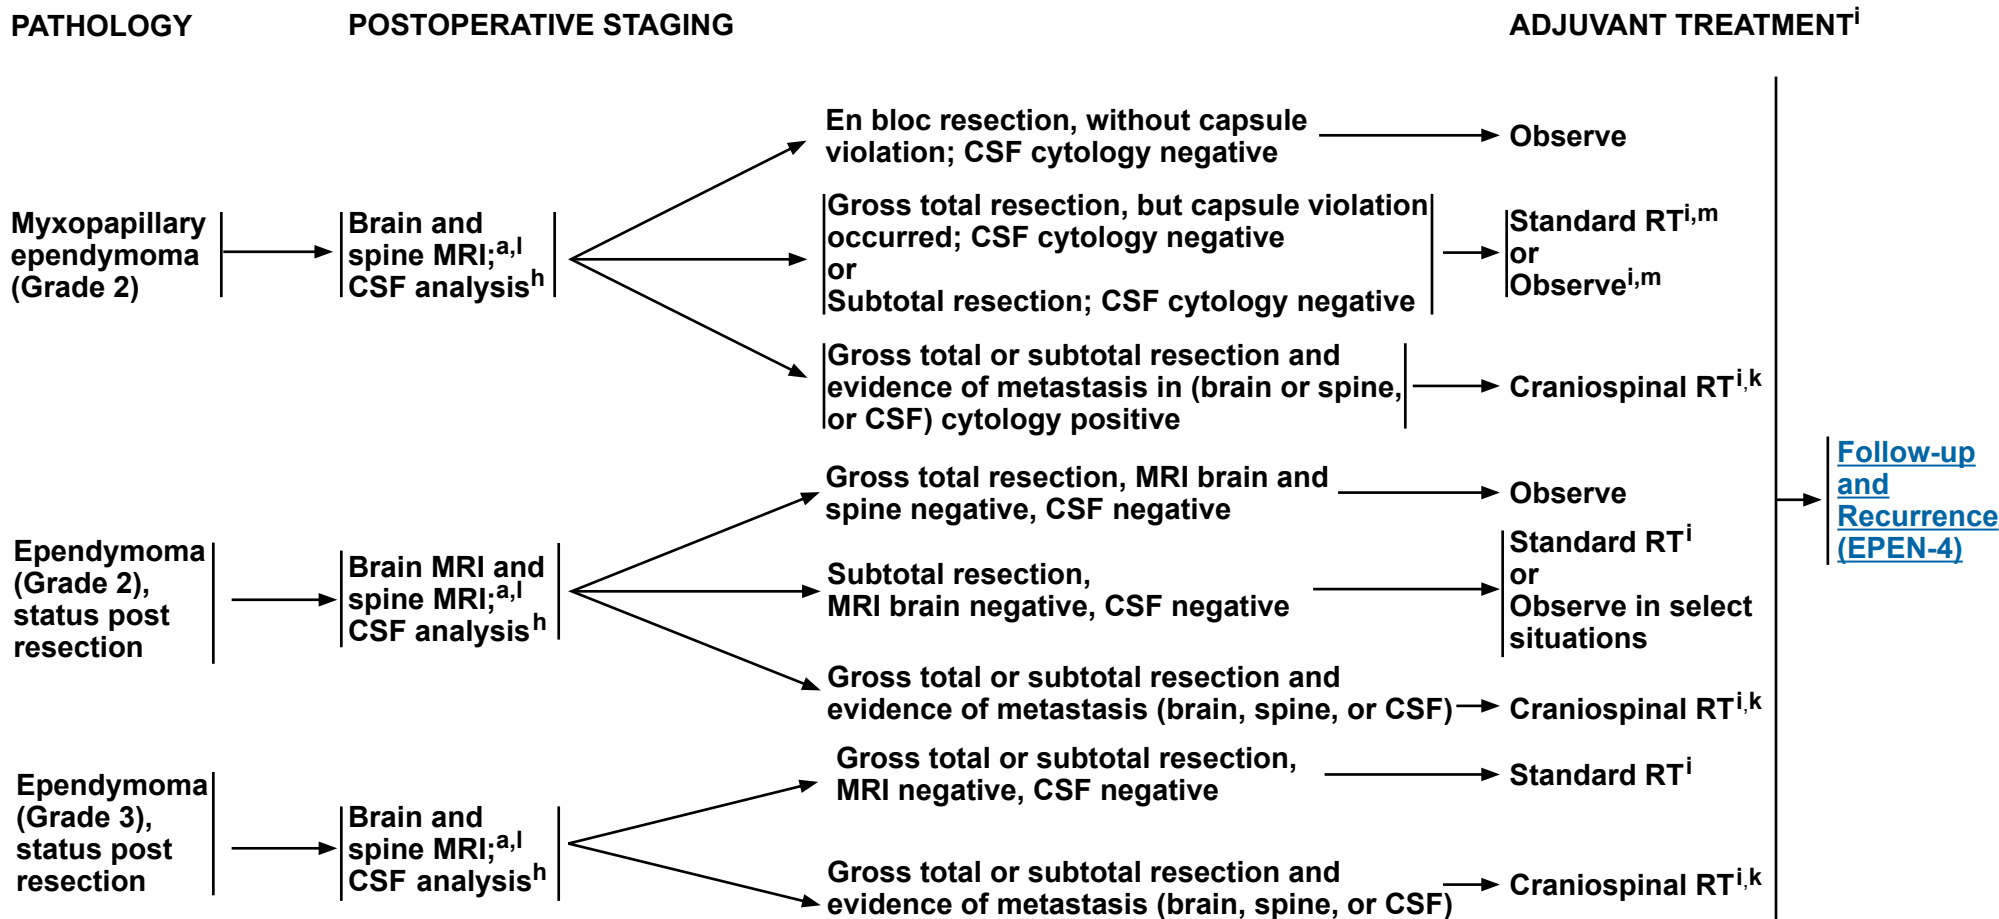 PATHOLOGY
POSTOPERATIVE STAGING
ADJUVANT TREATMENTⁱ
Myxopapillary
ependymoma
(Grade 2)
Brain and
spine MRI;ᵃ,ˡ
CSF analysisʰ
En bloc resection, without capsule
violation; CSF cytology negative
Observe
Gross total resection, but capsule violation
occurred; CSF cytology negative
or
Subtotal resection; CSF cytology negative
Standard RTⁱ,ᵐ
or
Observeⁱ,ᵐ
Gross total or subtotal resection and
evidence of metastasis in (brain or spine,
or CSF) cytology positive
Craniospinal RTⁱ,ᵏ
Ependymoma
(Grade 2),
status post
resection
Brain MRI and
spine MRI;ᵃ,ˡ
CSF analysisʰ
Gross total resection, MRI brain and
spine negative, CSF negative
Observe
Subtotal resection,
MRI brain negative, CSF negative
Standard RTⁱ
or
Observe in select
situations
Gross total or subtotal resection and
evidence of metastasis (brain, spine, or CSF)
Craniospinal RTⁱ,ᵏ
Ependymoma
(Grade 3),
status post
resection
Brain and
spine MRI;ᵃ,ˡ
CSF analysisʰ
Gross total or subtotal resection,
MRI negative, CSF negative
Standard RTⁱ
Gross total or subtotal resection and
evidence of metastasis (brain, spine, or CSF)
Craniospinal RTⁱ,ᵏ
Follow-up
and
Recurrence
(EPEN-4)